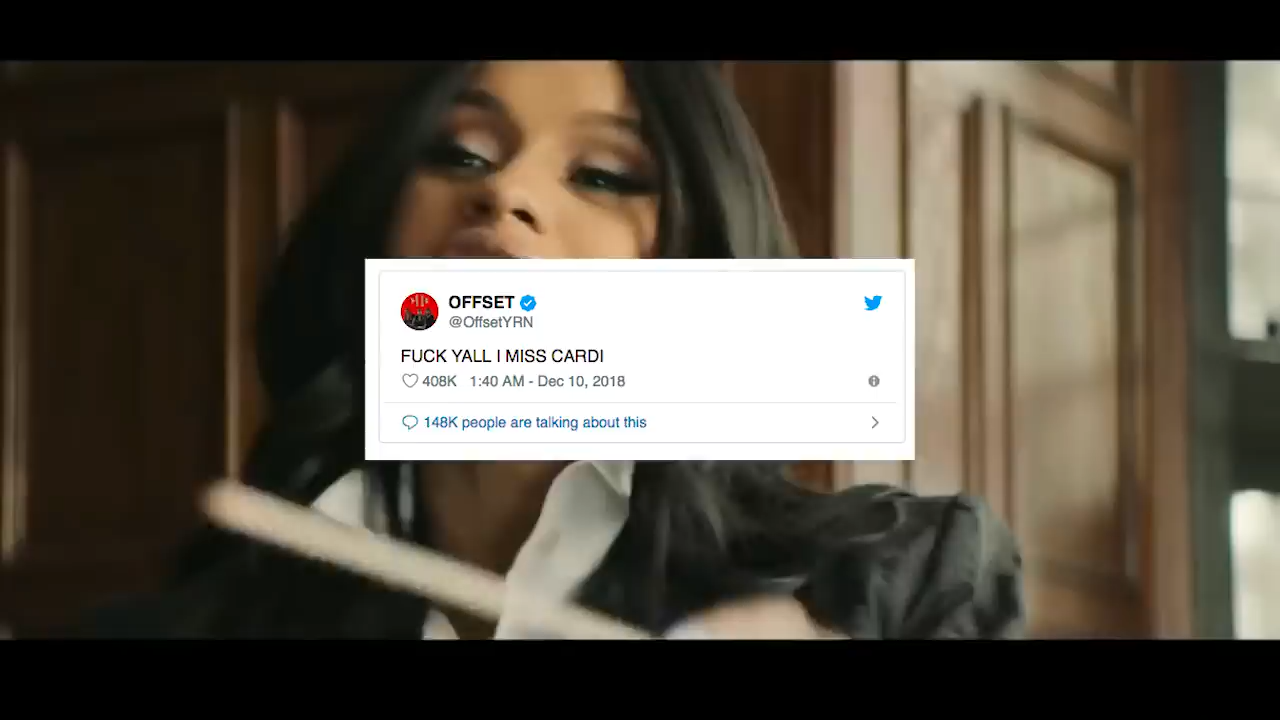 OFFSET
@OffsetYRN
FUCK YALL I MISS CARDI
408K 1:40 AM - Dec 10, 2018
148K people are talking about this